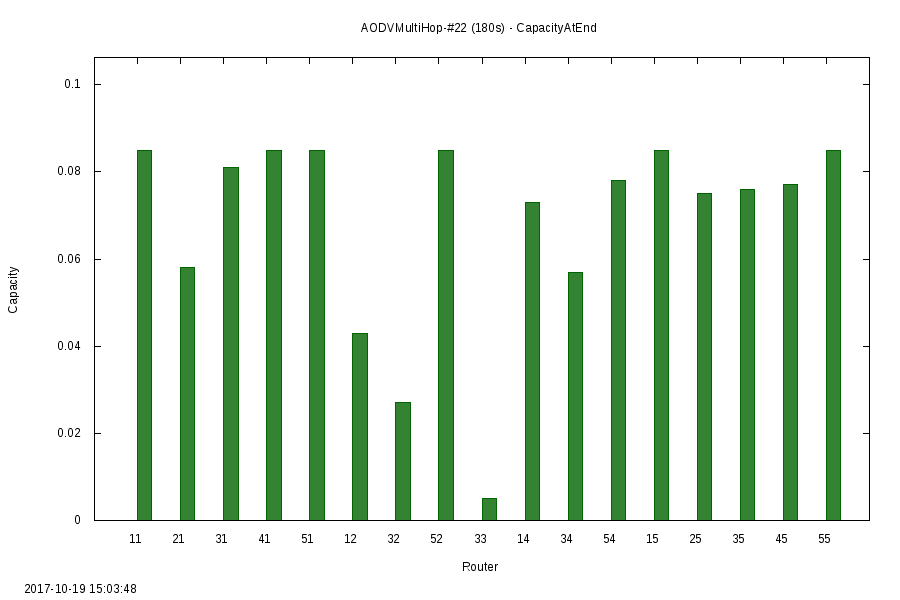 AODVMultiHop-#22 (180s) - CapacityAtEnd
0.1
0.08
0.06
0.04
0.02
0
Capacity
11 21 31 41 51 12 32 52 33 14 34 54 15 25 35 45 55
Router
2017-10-19 15:03:48